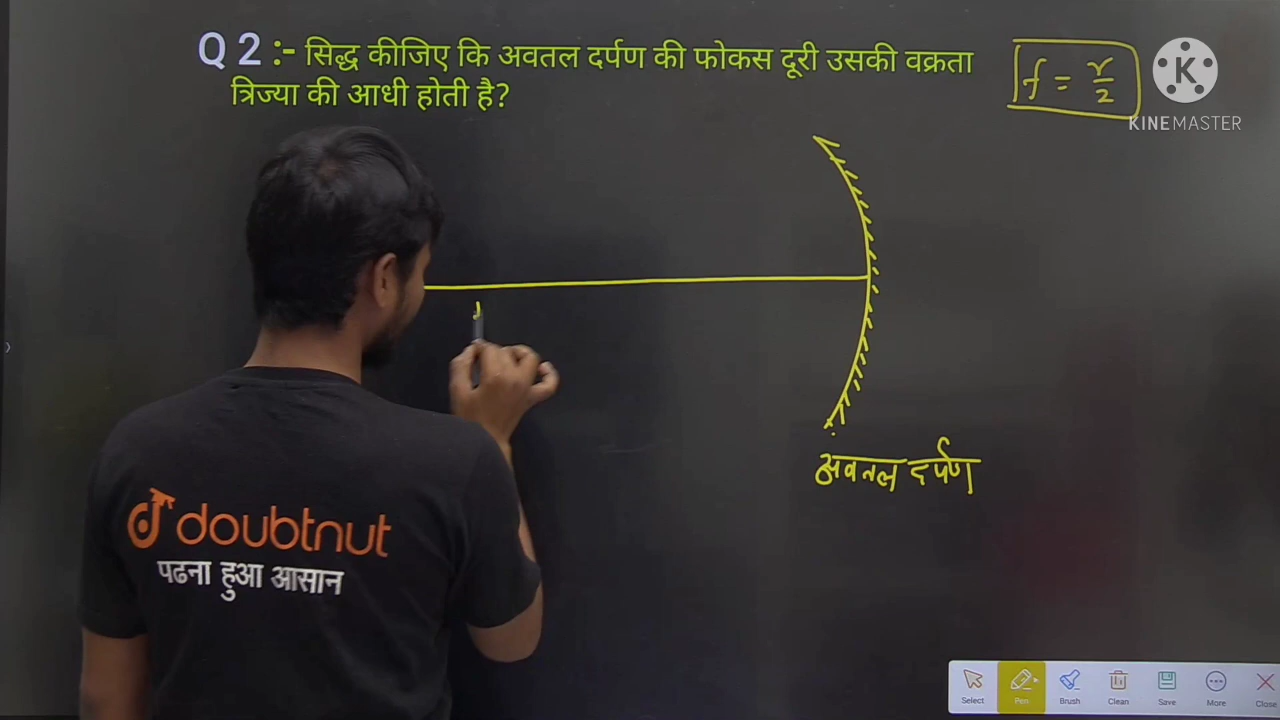 Q 2 :- सिद्ध कीजिए कि अवतल दर्पण की फोकस दूरी उसकी वक्रता
त्रिज्या की आधी होती है?
f = r/2
K
KINEMASTER
अवतल दर्पण
doubtnut
पढना हुआ आसान
Select Pen Brush Clean Save More Close